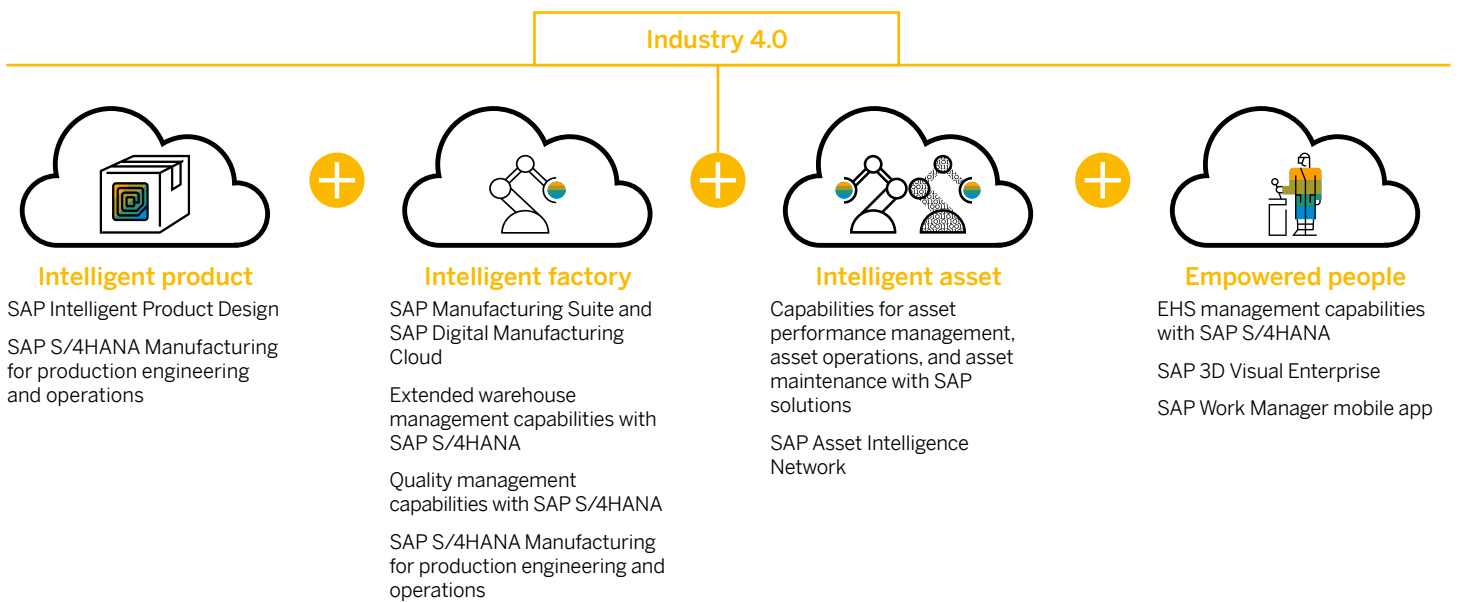 Industry 4.0
Intelligent product
SAP Intelligent Product Design
SAP S/4HANA Manufacturing
for production engineering
and operations
Intelligent factory
SAP Manufacturing Suite and
SAP Digital Manufacturing
Cloud
Extended warehouse
management capabilities with
SAP S/4HANA
Quality management
capabilities with SAP S/4HANA
SAP S/4HANA Manufacturing
for production engineering and
operations
Intelligent asset
Capabilities for asset
performance management,
asset operations, and asset
maintenance with SAP
solutions
SAP Asset Intelligence
Network
Empowered people
EHS management capabilities
with SAP S/4HANA
SAP 3D Visual Enterprise
SAP Work Manager mobile app